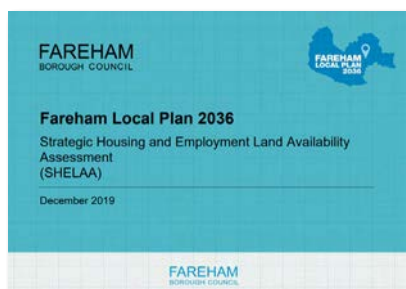 FAREHAM
BOROUGH COUNCIL
FAREHAM
LOCAL PLAN
2036
Fareham Local Plan 2036
Strategic Housing and Employment Land Availability
Assessment
(SHELAA)
December 2019
FAREHAM
BOROUGH COUNCIL